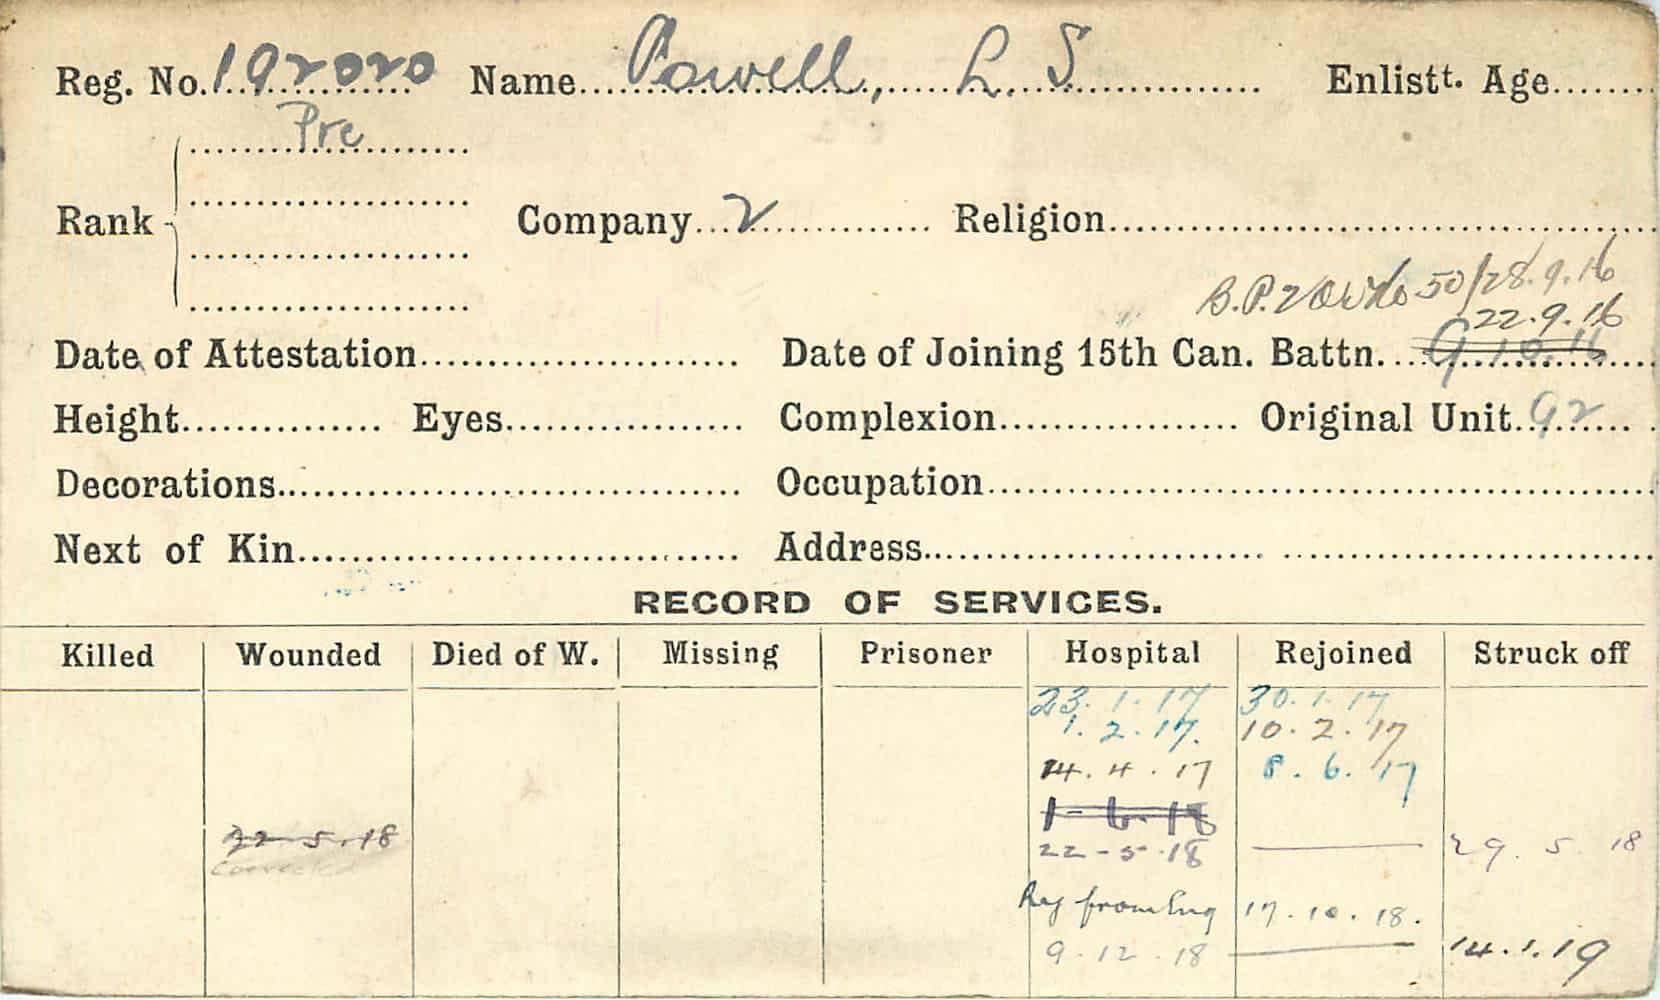 Reg. No. 192020 Name Powell, L. S. Enlistt. Age
Pre
Rank Company 2 Religion
B.P.2 Orders 50/28.9.16
22.9.16
Date of Attestation Date of Joining 15th Can. Battn. 9.10.16
Height Eyes Complexion Original Unit 92
Decorations Occupation
Next of Kin Address
RECORD OF SERVICES.
Killed Wounded Died of W. Missing Prisoner Hospital Rejoined Struck off
23.1.17 30.1.17
1.2.17. 10.2.17
14.4.17 8.6.17
1-6-18
22-5-18 22-5-18 29.5.18
Corrected
from Eng 17.10.18.
9.12.18 14.1.19